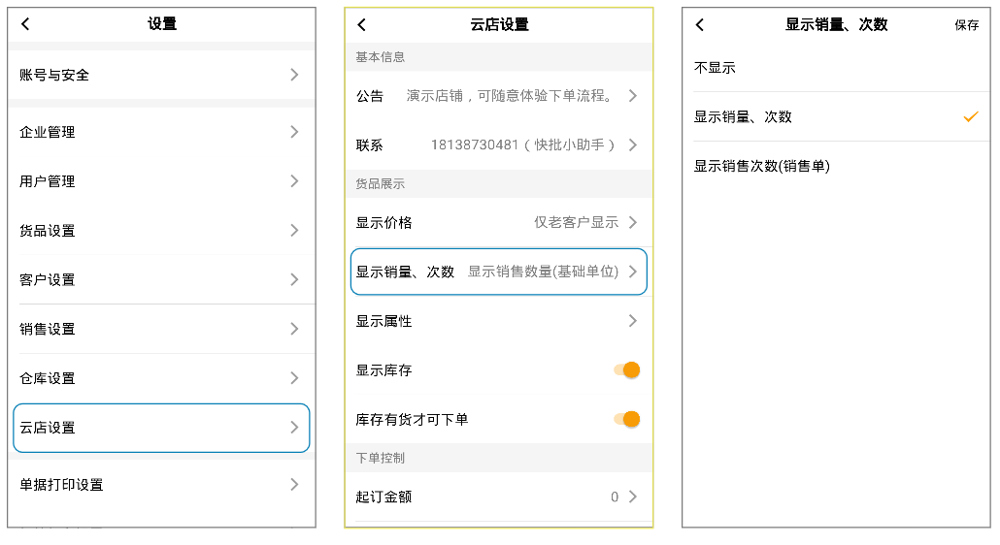 设置
账号与安全
企业管理
用户管理
货品设置
客户设置
销售设置
仓库设置
云店设置
单据打印设置
云店设置
基本信息
公告 演示店铺，可随意体验下单流程。
联系 18138730481（快批小助手）
货品展示
显示价格 仅老客户显示
显示销量、次数 显示销售数量(基础单位)
显示属性
显示库存
库存有货才可下单
下单控制
起订金额 0
显示销量、次数 保存
不显示
显示销量、次数
显示销售次数(销售单)